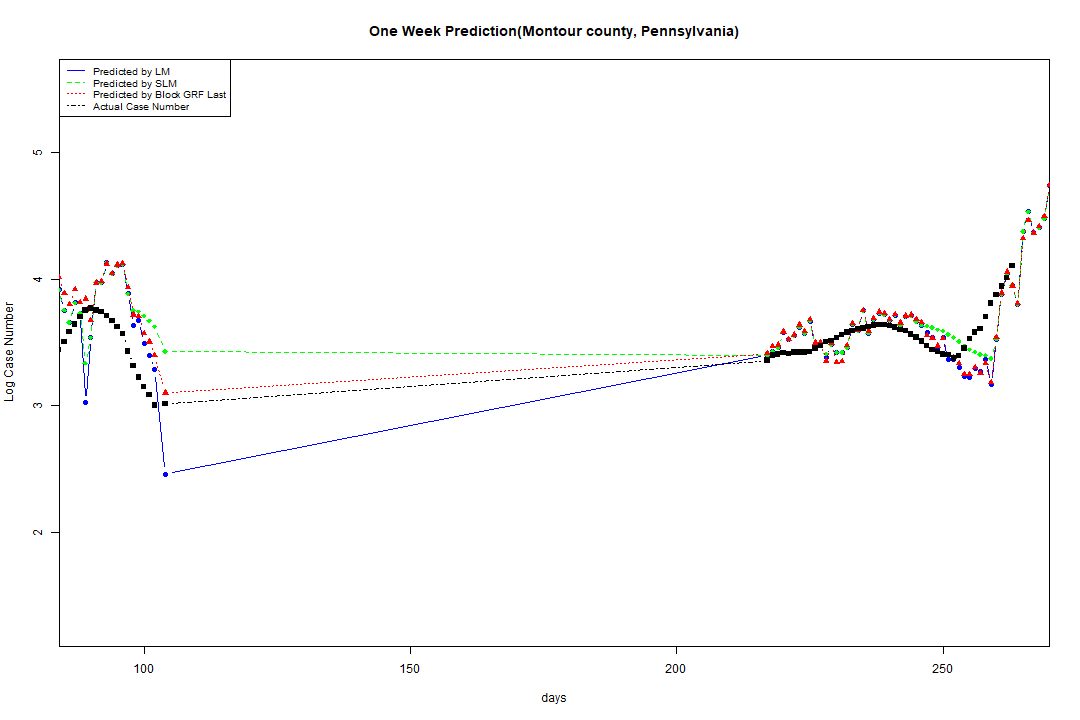 One Week Prediction(Montour county, Pennsylvania)
Predicted by LM
Predicted by SLM
Predicted by Block GRF Last
Actual Case Number
5
4
3
2
Log Case Number
100
150
200
250
days